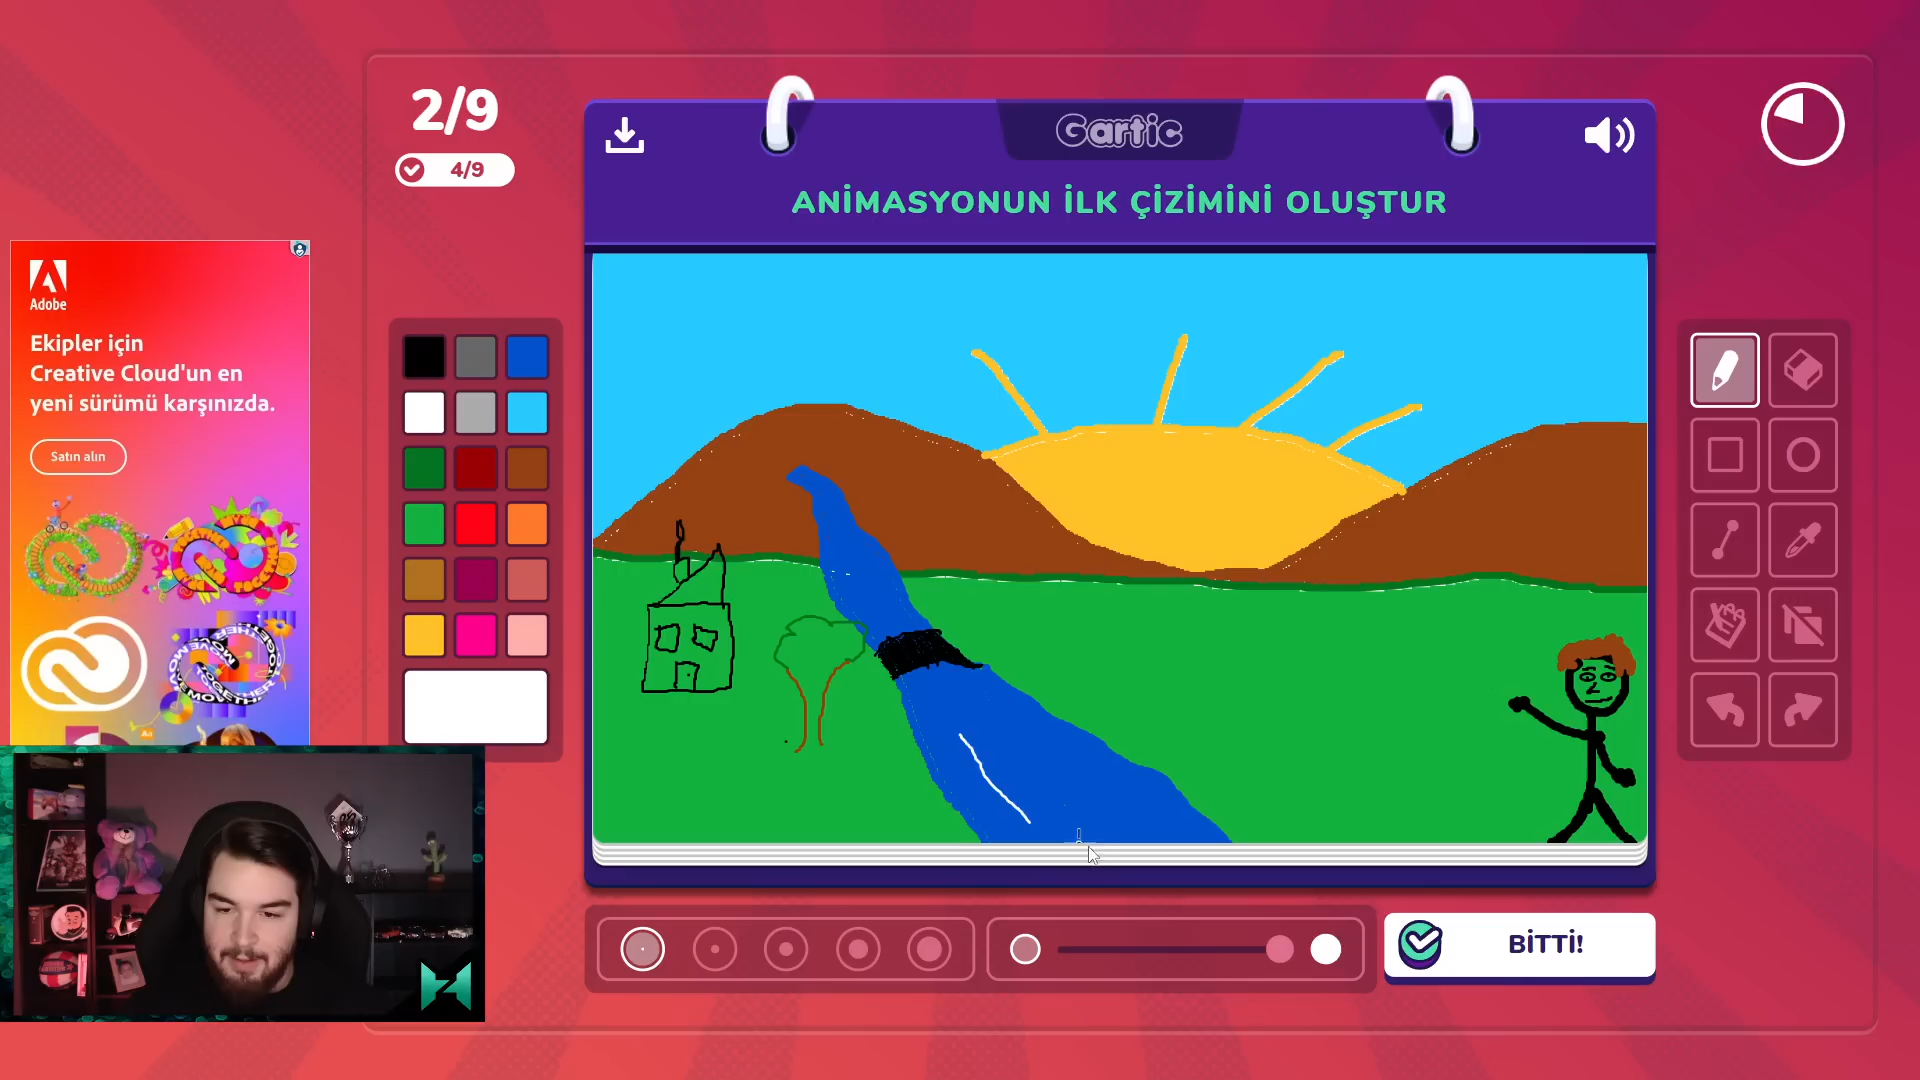 2/9
4/9
Gartic
ANİMASYONUN İLK ÇİZİMİNİ OLUŞTUR
Adobe
Ekipler için
Creative Cloud'un en
yeni sürümü karşınızda.
Satın alın
BİTTİ!